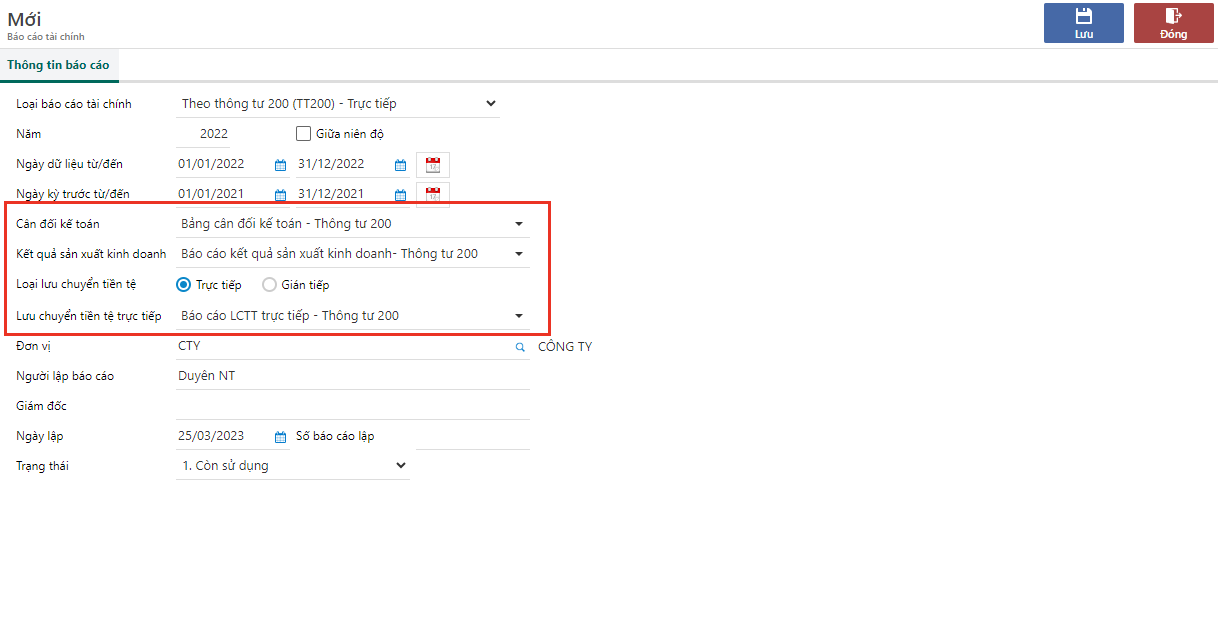 Mới
Báo cáo tài chính
Lưu
Đóng
Thông tin báo cáo
Loại báo cáo tài chính Theo thông tư 200 (TT200) - Trực tiếp
Năm 2022 Giữa niên độ
Ngày dữ liệu từ/đến 01/01/2022 31/12/2022
Ngày kỳ trước từ/đến 01/01/2021 31/12/2021
Cân đối kế toán Bảng cân đối kế toán - Thông tư 200
Kết quả sản xuất kinh doanh Báo cáo kết quả sản xuất kinh doanh- Thông tư 200
Loại lưu chuyển tiền tệ Trực tiếp Gián tiếp
Lưu chuyển tiền tệ trực tiếp Báo cáo LCTT trực tiếp - Thông tư 200
Đơn vị CTY CÔNG TY
Người lập báo cáo Duyên NT
Giám đốc
Ngày lập 25/03/2023 Số báo cáo lập
Trạng thái 1. Còn sử dụng